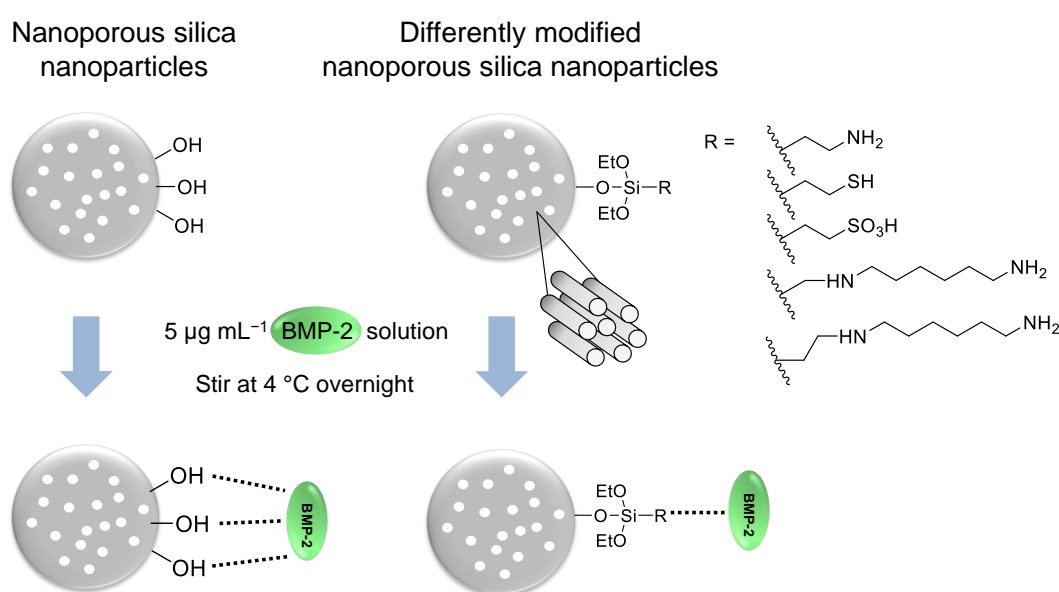 Nanoporous silica
nanoparticles
Differently modified
nanoporous silica nanoparticles
OH
OH
OH
EtO
O Si R
EtO
R =
NH2
SH
SO3H
HN NH2
HN NH2
5 µg mL⁻¹ BMP-2 solution
Stir at 4 °C overnight
OH
OH
OH
BMP-2
EtO
O Si R
EtO
BMP-2